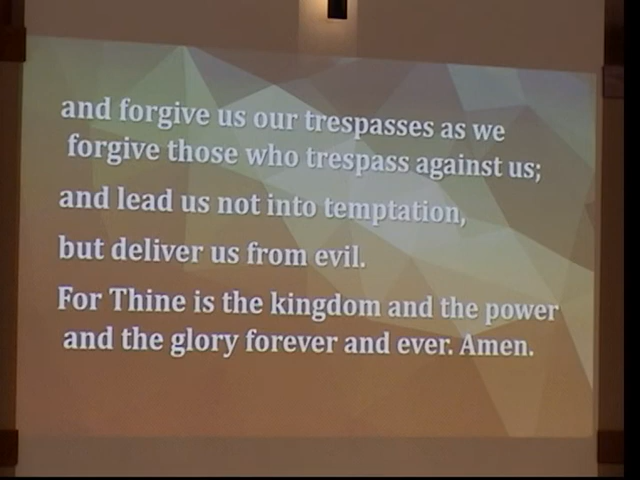 and forgive us our trespasses as we
forgive those who trespass against us;
and lead us not into temptation,
but deliver us from evil.
For Thine is the kingdom and the power
and the glory forever and ever. Amen.